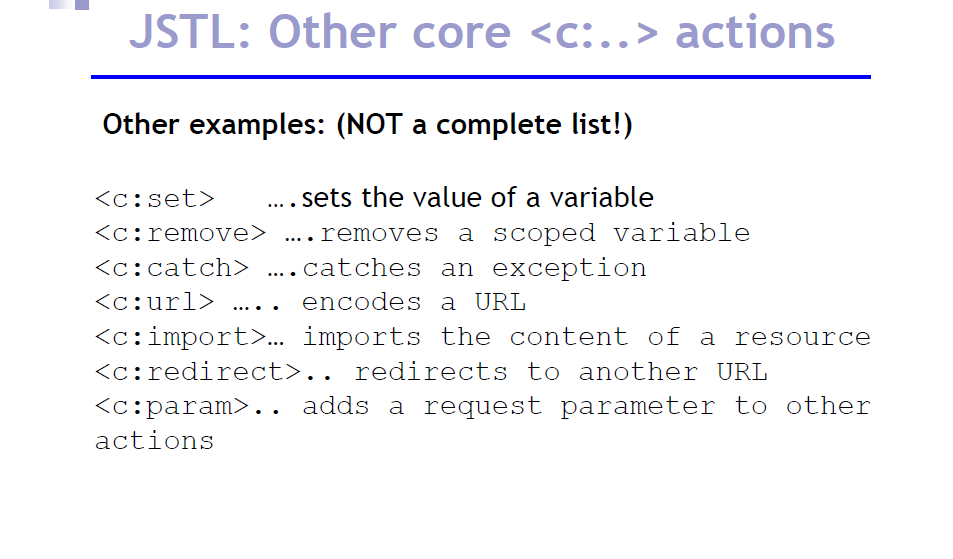 JSTL: Other core <c:..> actions
Other examples: (NOT a complete list!)
<c:set> ….sets the value of a variable
<c:remove> ….removes a scoped variable
<c:catch> ….catches an exception
<c:url> ….. encodes a URL
<c:import>… imports the content of a resource
<c:redirect>.. redirects to another URL
<c:param>.. adds a request parameter to other
actions